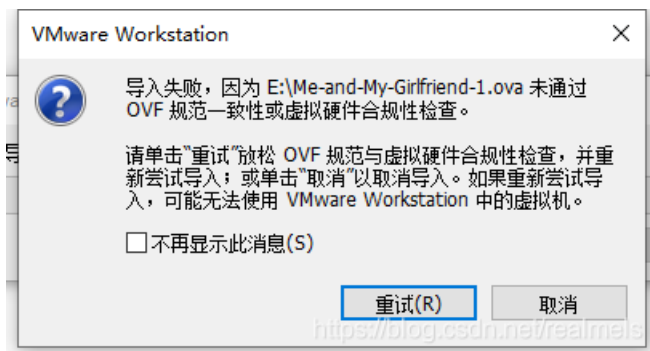 VMware Workstation
导入失败，因为 E:\Me-and-My-Girlfriend-1.ova 未通过
OVF 规范一致性或虚拟硬件合规性检查。
请单击"重试"放松 OVF 规范与虚拟硬件合规性检查，并重
新尝试导入；或单击"取消"以取消导入。如果重新尝试导
入，可能无法使用 VMware Workstation 中的虚拟机。
不再显示此消息(S)
重试(R)
取消
https://blog.csdn.net/realmels